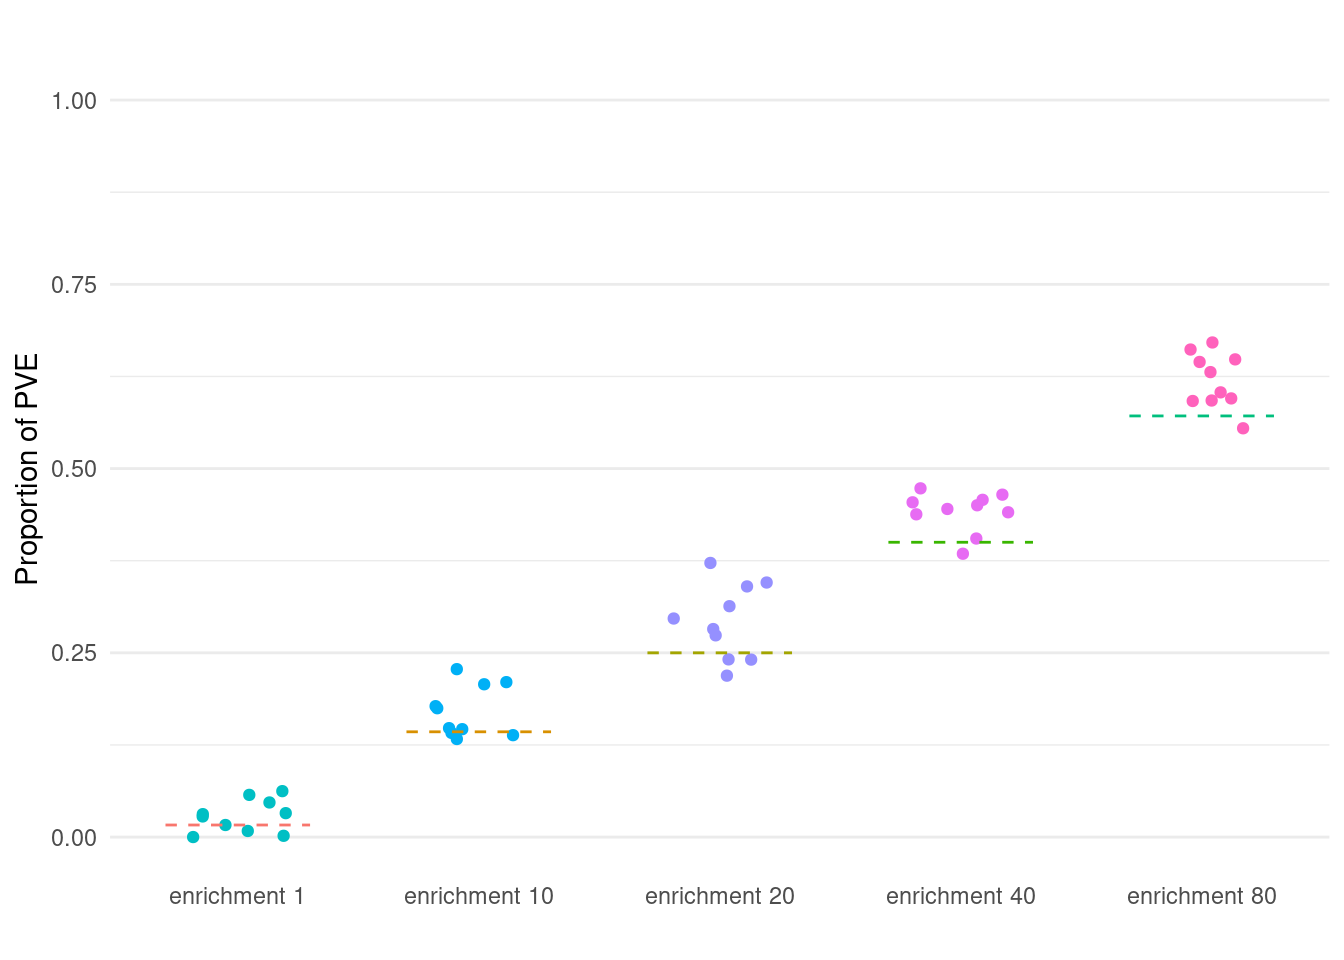 1.00
0.75
0.50
0.25
0.00
Proportion of PVE
enrichment 1
enrichment 10
enrichment 20
enrichment 40
enrichment 80